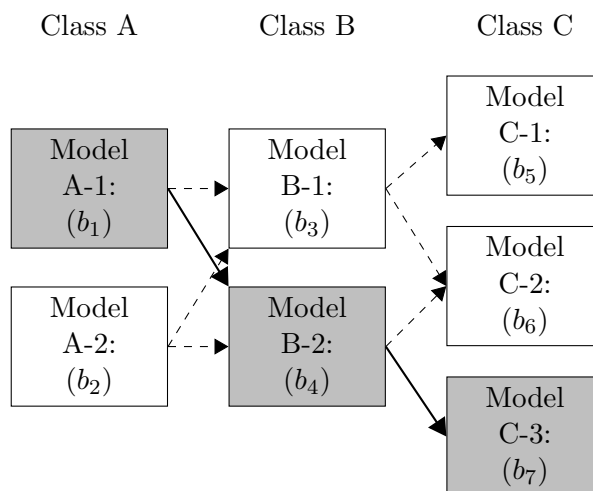 Class A
Class B
Class C
Model
A-1:
(b₁)
Model
A-2:
(b₂)
Model
B-1:
(b₃)
Model
B-2:
(b₄)
Model
C-1:
(b₅)
Model
C-2:
(b₆)
Model
C-3:
(b₇)